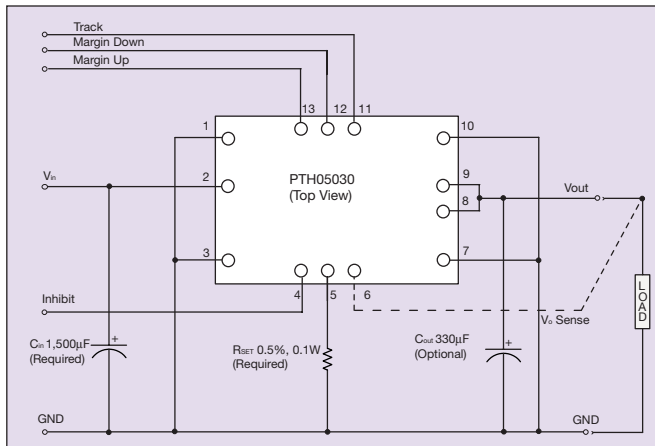 Track
Margin Down
Margin Up
13 12 11
1
10
2
9
8
PTH05030
(Top View)
Vin
Vout
3
7
4 5 6
Inhibit
Vo Sense
LOAD
Cin 1,500µF
(Required)
+
RSET 0.5%, 0.1W
(Required)
Cout 330µF
(Optional)
+
GND
GND